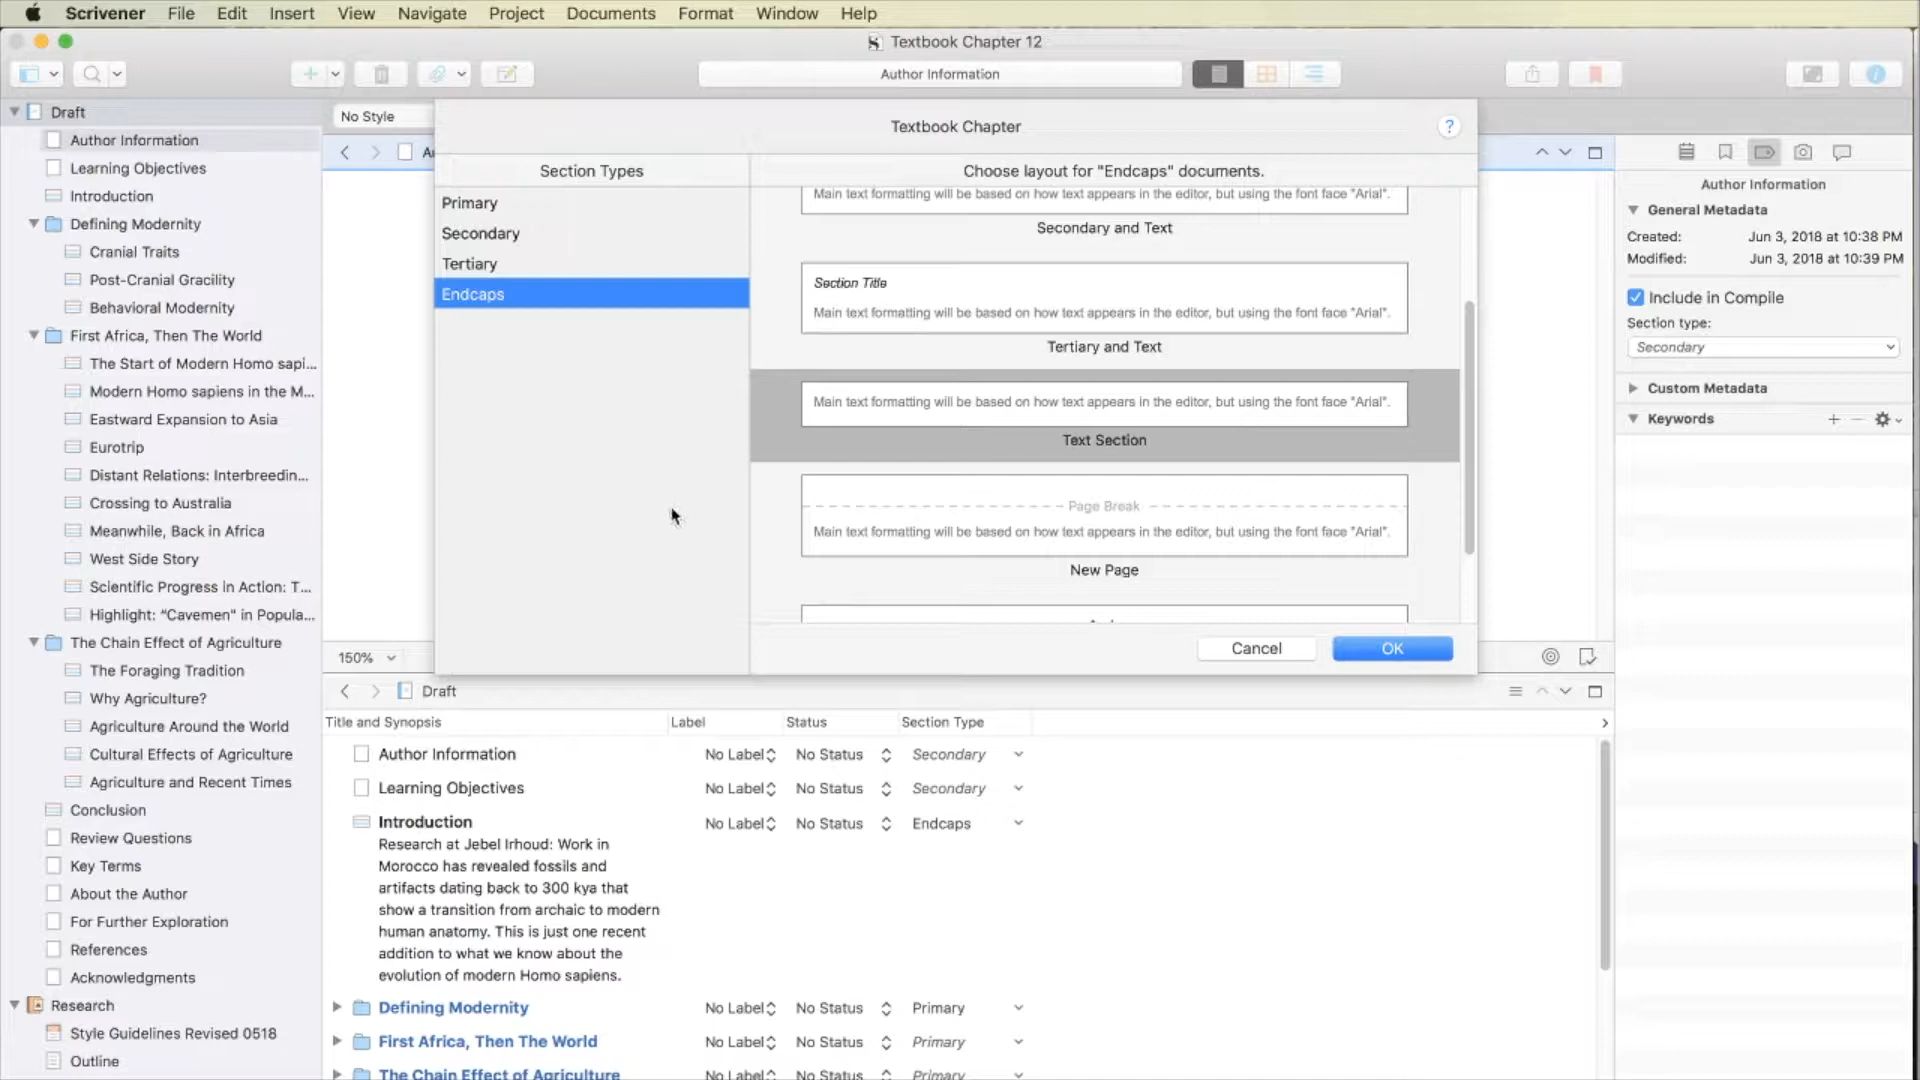 Scrivener File Edit Insert View Navigate Project Documents Format Window Help
Textbook Chapter 12
Author Information
Draft
Author Information
Learning Objectives
Introduction
Defining Modernity
Cranial Traits
Post-Cranial Gracility
Behavioral Modernity
First Africa, Then The World
The Start of Modern Homo sapi...
Modern Homo sapiens in the M...
Eastward Expansion to Asia
Eurotrip
Distant Relations: Interbreedin...
Crossing to Australia
Meanwhile, Back in Africa
West Side Story
Scientific Progress in Action: T...
Highlight: “Cavemen” in Popula...
The Chain Effect of Agriculture
The Foraging Tradition
Why Agriculture?
Agriculture Around the World
Cultural Effects of Agriculture
Agriculture and Recent Times
Conclusion
Review Questions
Key Terms
About the Author
For Further Exploration
References
Acknowledgments
Research
Style Guidelines Revised 0518
Outline
No Style
Textbook Chapter
?
Section Types
Primary
Secondary
Tertiary
Endcaps
Choose layout for "Endcaps" documents.
Main text formatting will be based on how text appears in the editor, but using the font face "Arial".
Secondary and Text
Section Title
Main text formatting will be based on how text appears in the editor, but using the font face "Arial".
Tertiary and Text
Main text formatting will be based on how text appears in the editor, but using the font face "Arial".
Text Section
Page Break
Main text formatting will be based on how text appears in the editor, but using the font face "Arial".
New Page
Cancel OK
150%
Draft
Title and Synopsis Label Status Section Type
Author Information No Label No Status Secondary
Learning Objectives No Label No Status Secondary
Introduction No Label No Status Endcaps
Research at Jebel Irhoud: Work in
Morocco has revealed fossils and
artifacts dating back to 300 kya that
show a transition from archaic to modern
human anatomy. This is just one recent
addition to what we know about the
evolution of modern Homo sapiens.
Defining Modernity No Label No Status Primary
First Africa, Then The World No Label No Status Primary
The Chain Effect of Agriculture No Label No Status Primary
Author Information
General Metadata
Created: Jun 3, 2018 at 10:38 PM
Modified: Jun 3, 2018 at 10:39 PM
Include in Compile
Section type:
Secondary
Custom Metadata
Keywords